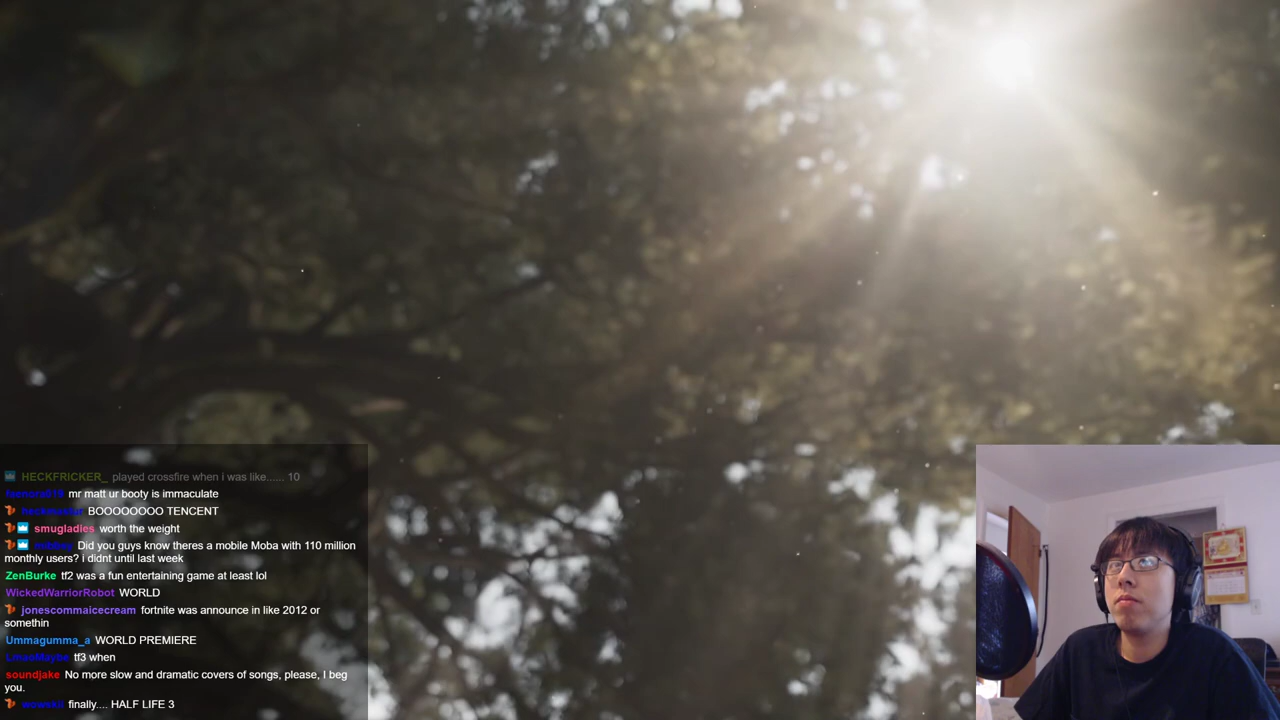 HECKFRICKER_ played crossfire when i was like...... 10
mr matt ur booty is immaculate
BOOOOOOOO TENCENT
smugladies worth the weight
Did you guys know theres a mobile Moba with 110 million
monthly users? i didnt until last week
ZenBurke tf2 was a fun entertaining game at least lol
WickedWarriorRobot WORLD
jonescommaicecream fortnite was announce in like 2012 or
somethin
Ummagumma_a WORLD PREMIERE
LmaoMaybe tf3 when
soundjake No more slow and dramatic covers of songs, please, I beg
you.
finally.... HALF LIFE 3